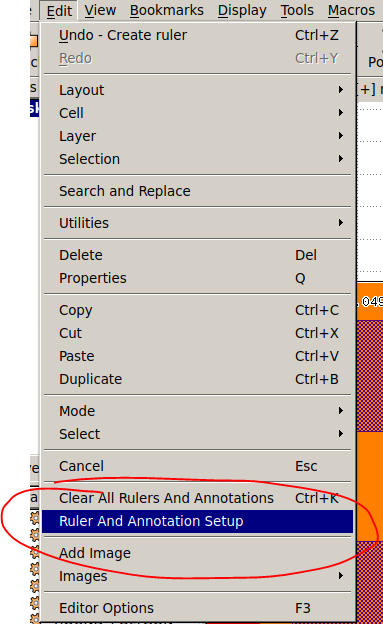 Edit View Bookmarks Display Tools Macros
Undo - Create ruler Ctrl+Z
Redo Ctrl+Y
Layout
Cell
Layer
Selection
Search and Replace
Utilities
Delete Del
Properties Q
Copy Ctrl+C
Cut Ctrl+X
Paste Ctrl+V
Duplicate Ctrl+B
Mode
Select
Cancel Esc
Clear All Rulers And Annotations Ctrl+K
Ruler And Annotation Setup
Add Image
Images
Editor Options F3